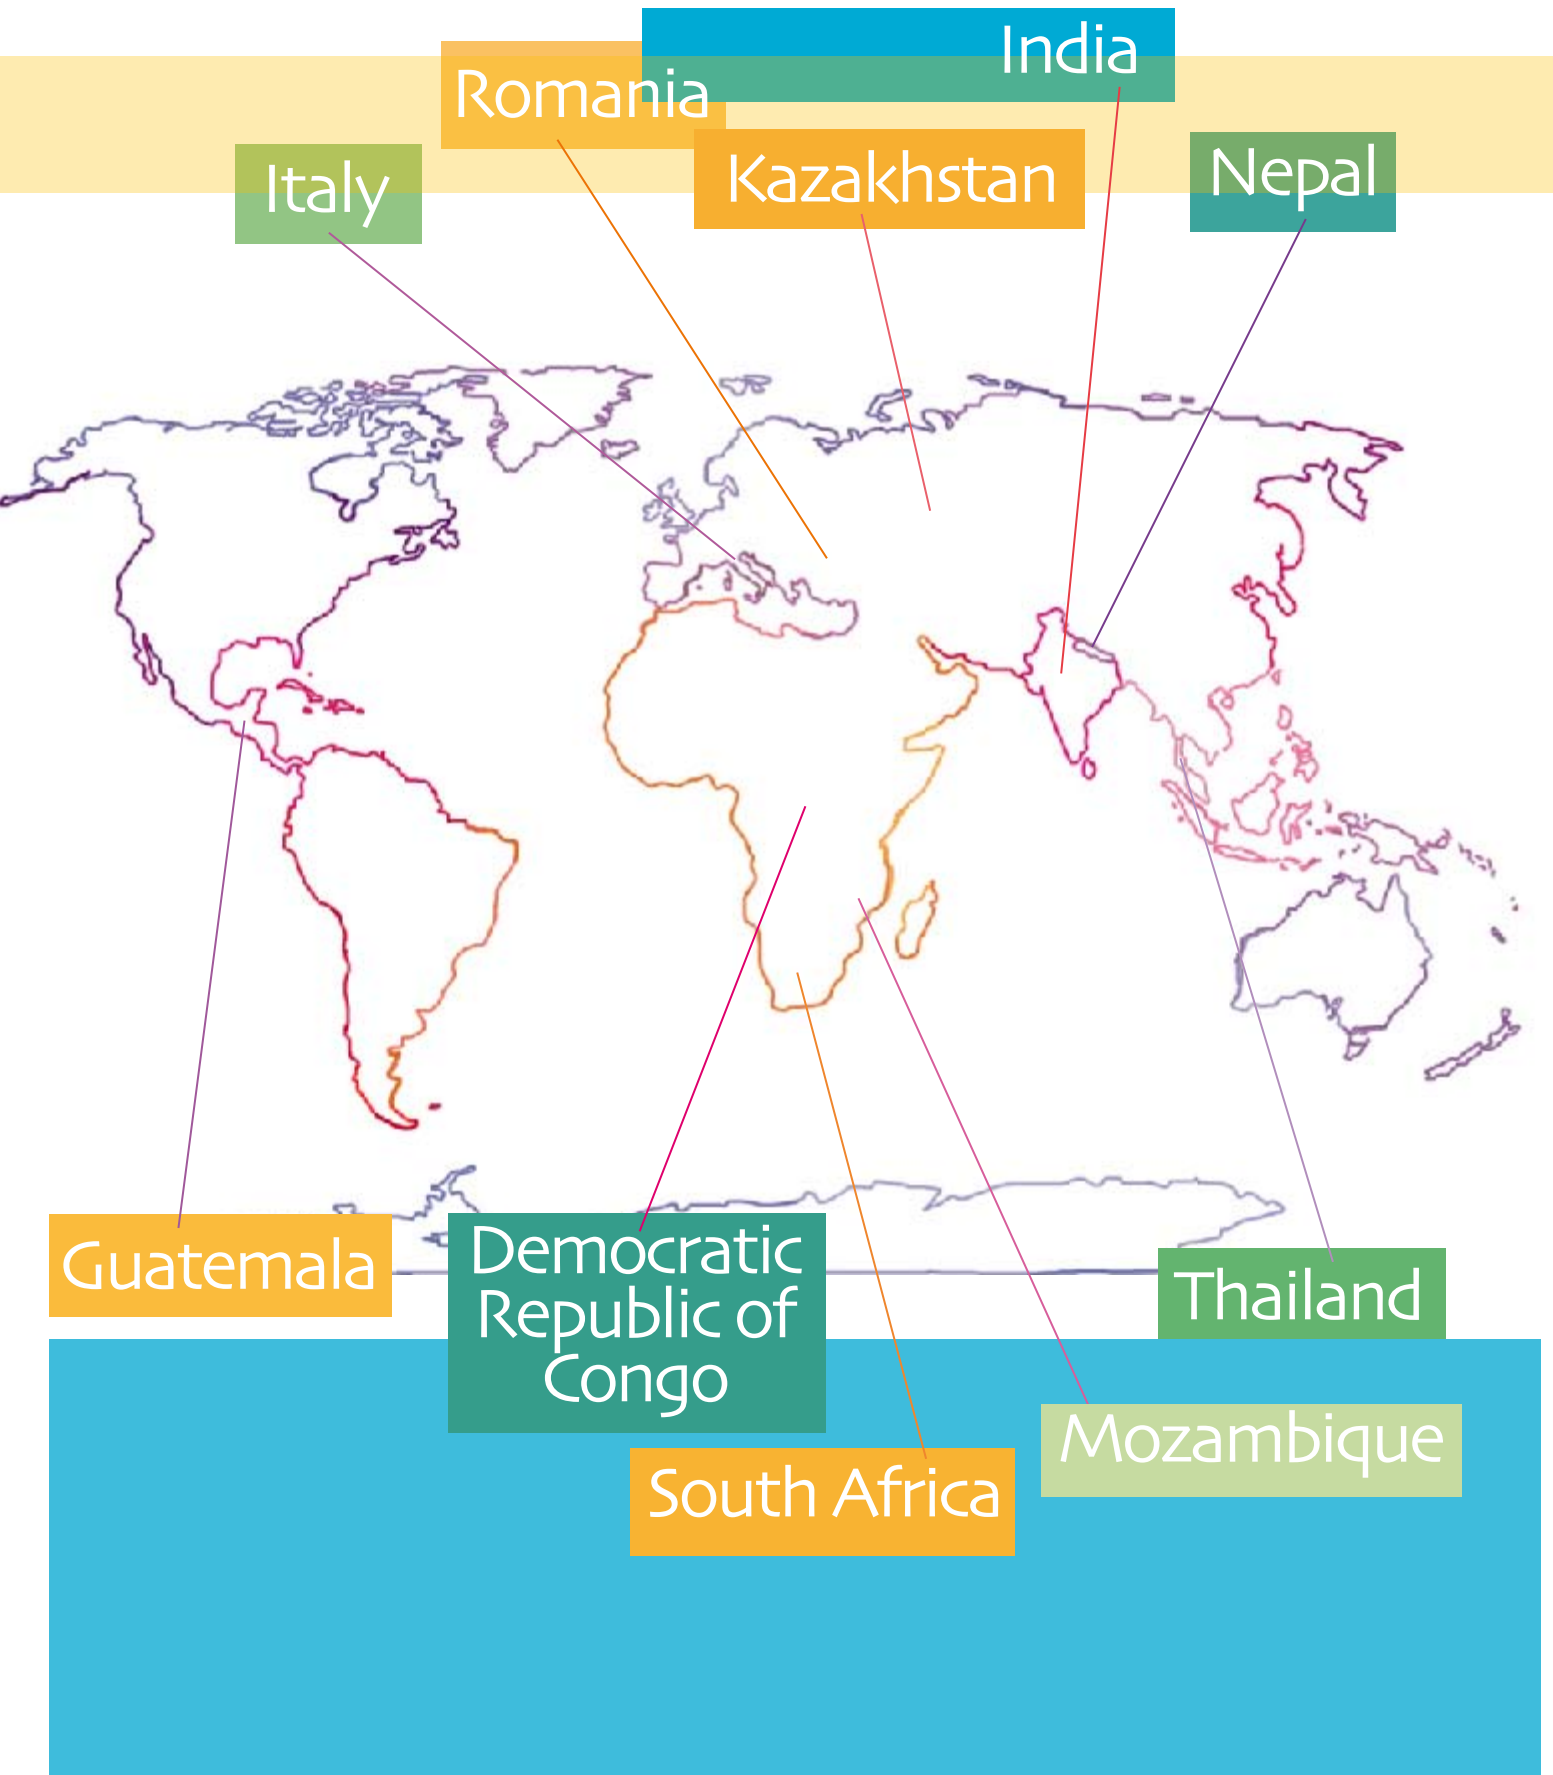 India
Romania
Kazakhstan
Nepal
Italy
Guatemala
Democratic
Republic of
Congo
Thailand
Mozambique
South Africa